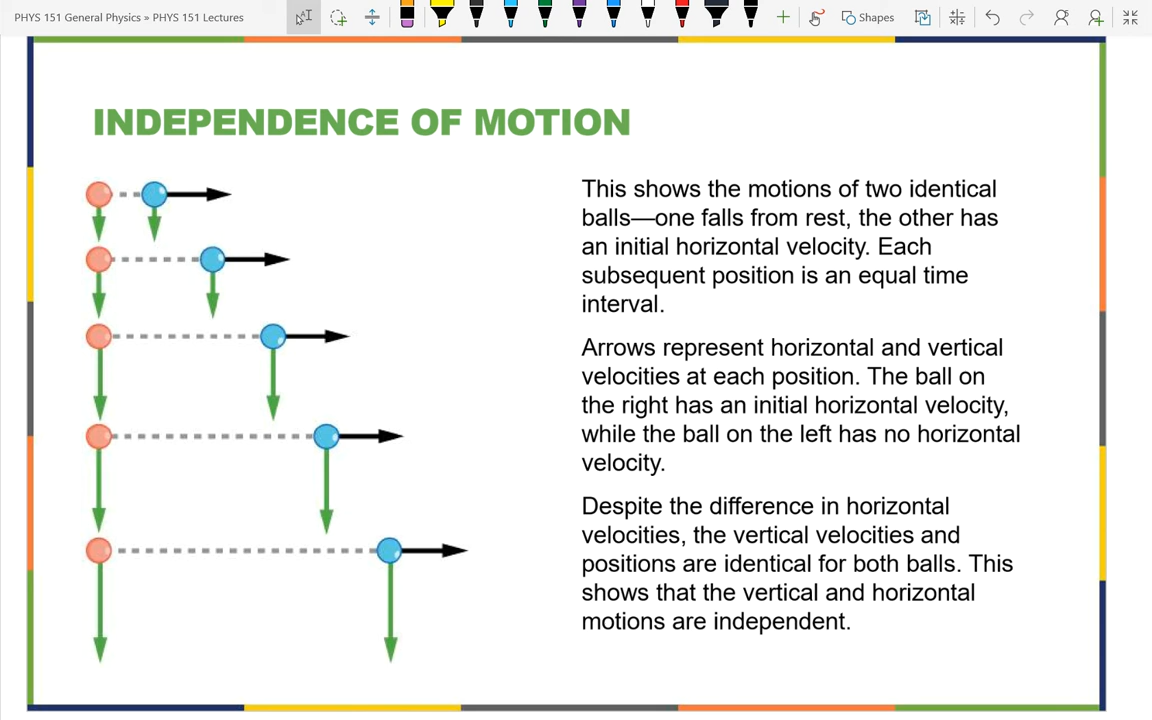 PHYS 151 General Physics » PHYS 151 Lectures
Shapes
INDEPENDENCE OF MOTION
This shows the motions of two identical
balls—one falls from rest, the other has
an initial horizontal velocity. Each
subsequent position is an equal time
interval.
Arrows represent horizontal and vertical
velocities at each position. The ball on
the right has an initial horizontal velocity,
while the ball on the left has no horizontal
velocity.
Despite the difference in horizontal
velocities, the vertical velocities and
positions are identical for both balls. This
shows that the vertical and horizontal
motions are independent.